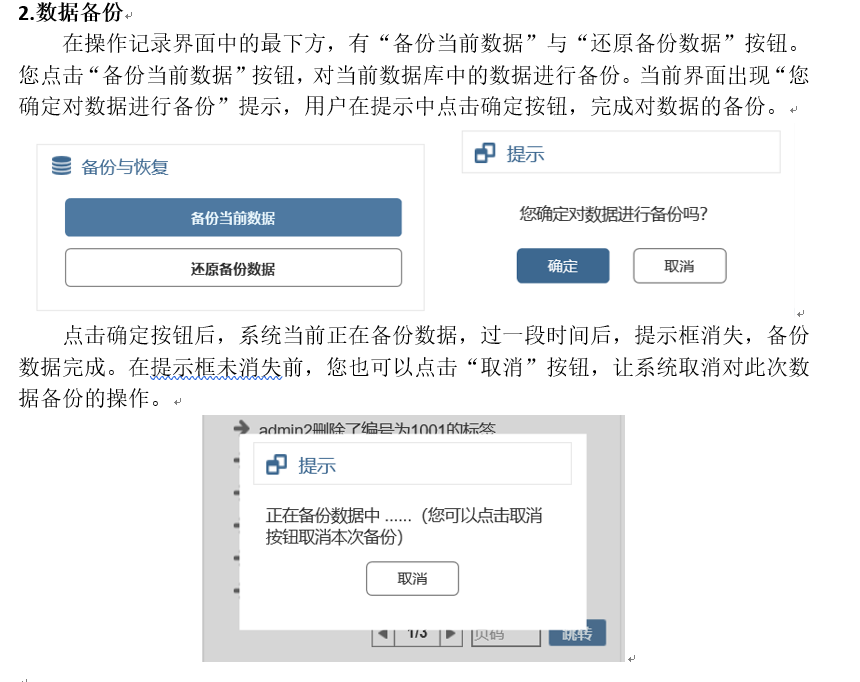 2.数据备份
在操作记录界面中的最下方，有“备份当前数据”与“还原备份数据”按钮。
您点击“备份当前数据”按钮，对当前数据库中的数据进行备份。当前界面出现“您
确定对数据进行备份”提示，用户在提示中点击确定按钮，完成对数据的备份。
备份与恢复
备份当前数据
还原备份数据
提示
您确定对数据进行备份吗？
确定 取消
点击确定按钮后，系统当前正在备份数据，过一段时间后，提示框消失，备份
数据完成。在提示框未消失前，您也可以点击“取消”按钮，让系统取消对此次数
据备份的操作。
admin2删除了编号为1001的标签
提示
正在备份数据中 ......（您可以点击取消
按钮取消本次备份）
取消
1/3 页码 跳转